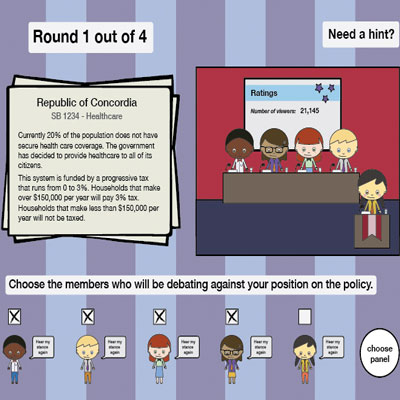 Round 1 out of 4
Need a hint?
Republic of Concordia
SB 1234 - Healthcare
Currently 20% of the population does not have
secure health care coverage. The government
has decided to provide healthcare to all of its
citizens.
This system is funded by a progressive tax
that runs from 0 to 3%. Households that make
over $150,000 per year will pay 3% tax.
Households that make less than $150,000 per
year will not be taxed.
Ratings
Number of viewers: 21,145
Choose the members who will be debating against your position on the policy.
Hear my
stance
again
Hear my
stance
again
Hear my
stance
again
Hear my
stance
again
Hear my
stance
again
choose
panel